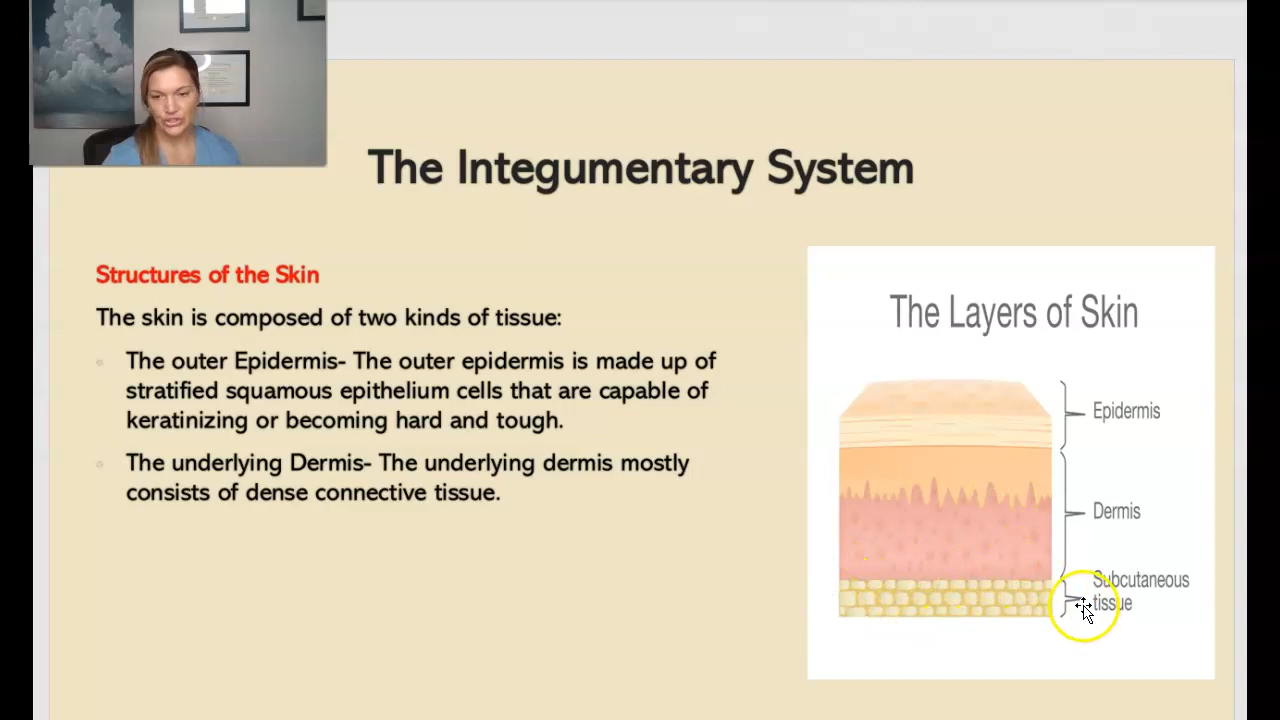 The Integumentary System
Structures of the Skin
The skin is composed of two kinds of tissue:
The outer Epidermis- The outer epidermis is made up of
stratified squamous epithelium cells that are capable of
keratinizing or becoming hard and tough.
The underlying Dermis- The underlying dermis mostly
consists of dense connective tissue.
The Layers of Skin
Epidermis
Dermis
Subcutaneous
tissue